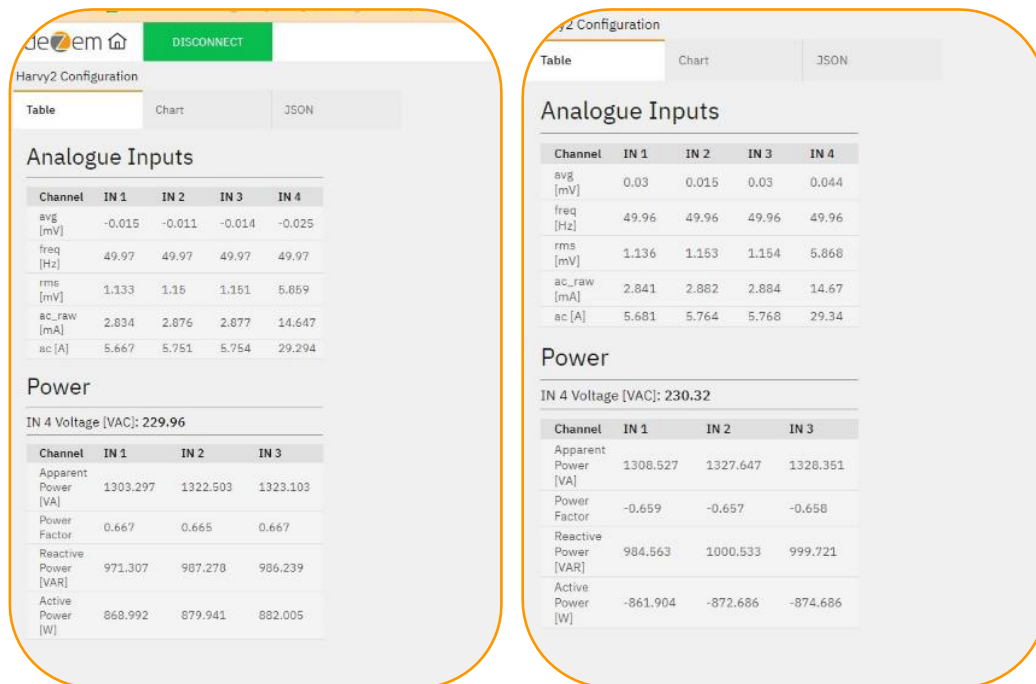 deZem DISCONNECT
Harvy2 Configuration
Table Chart JSON
Analogue Inputs
Channel IN 1 IN 2 IN 3 IN 4
avg
[mV] -0.015 -0.011 -0.014 -0.025
freq
[Hz] 49.97 49.97 49.97 49.97
rms
[mV] 1.133 1.15 1.151 5.859
ac_raw
[mA] 2.834 2.876 2.877 14.647
ac [A] 5.667 5.751 5.754 29.294
Power
IN 4 Voltage [VAC]: 229.96
Channel IN 1 IN 2 IN 3
Apparent
Power 1303.297 1322.503 1323.103
[VA]
Power
Factor 0.667 0.665 0.667
Reactive
Power 971.307 987.278 986.239
[VAR]
Active
Power 868.992 879.941 882.005
[W]
y2 Configuration
Table Chart JSON
Analogue Inputs
Channel IN 1 IN 2 IN 3 IN 4
avg
[mV] 0.03 0.015 0.03 0.044
freq
[Hz] 49.96 49.96 49.96 49.96
rms
[mV] 1.136 1.153 1.154 5.868
ac_raw
[mA] 2.841 2.882 2.884 14.67
ac [A] 5.681 5.764 5.768 29.34
Power
IN 4 Voltage [VAC]: 230.32
Channel IN 1 IN 2 IN 3
Apparent
Power 1308.527 1327.647 1328.351
[VA]
Power
Factor -0.659 -0.657 -0.658
Reactive
Power 984.563 1000.533 999.721
[VAR]
Active
Power -861.904 -872.686 -874.686
[W]